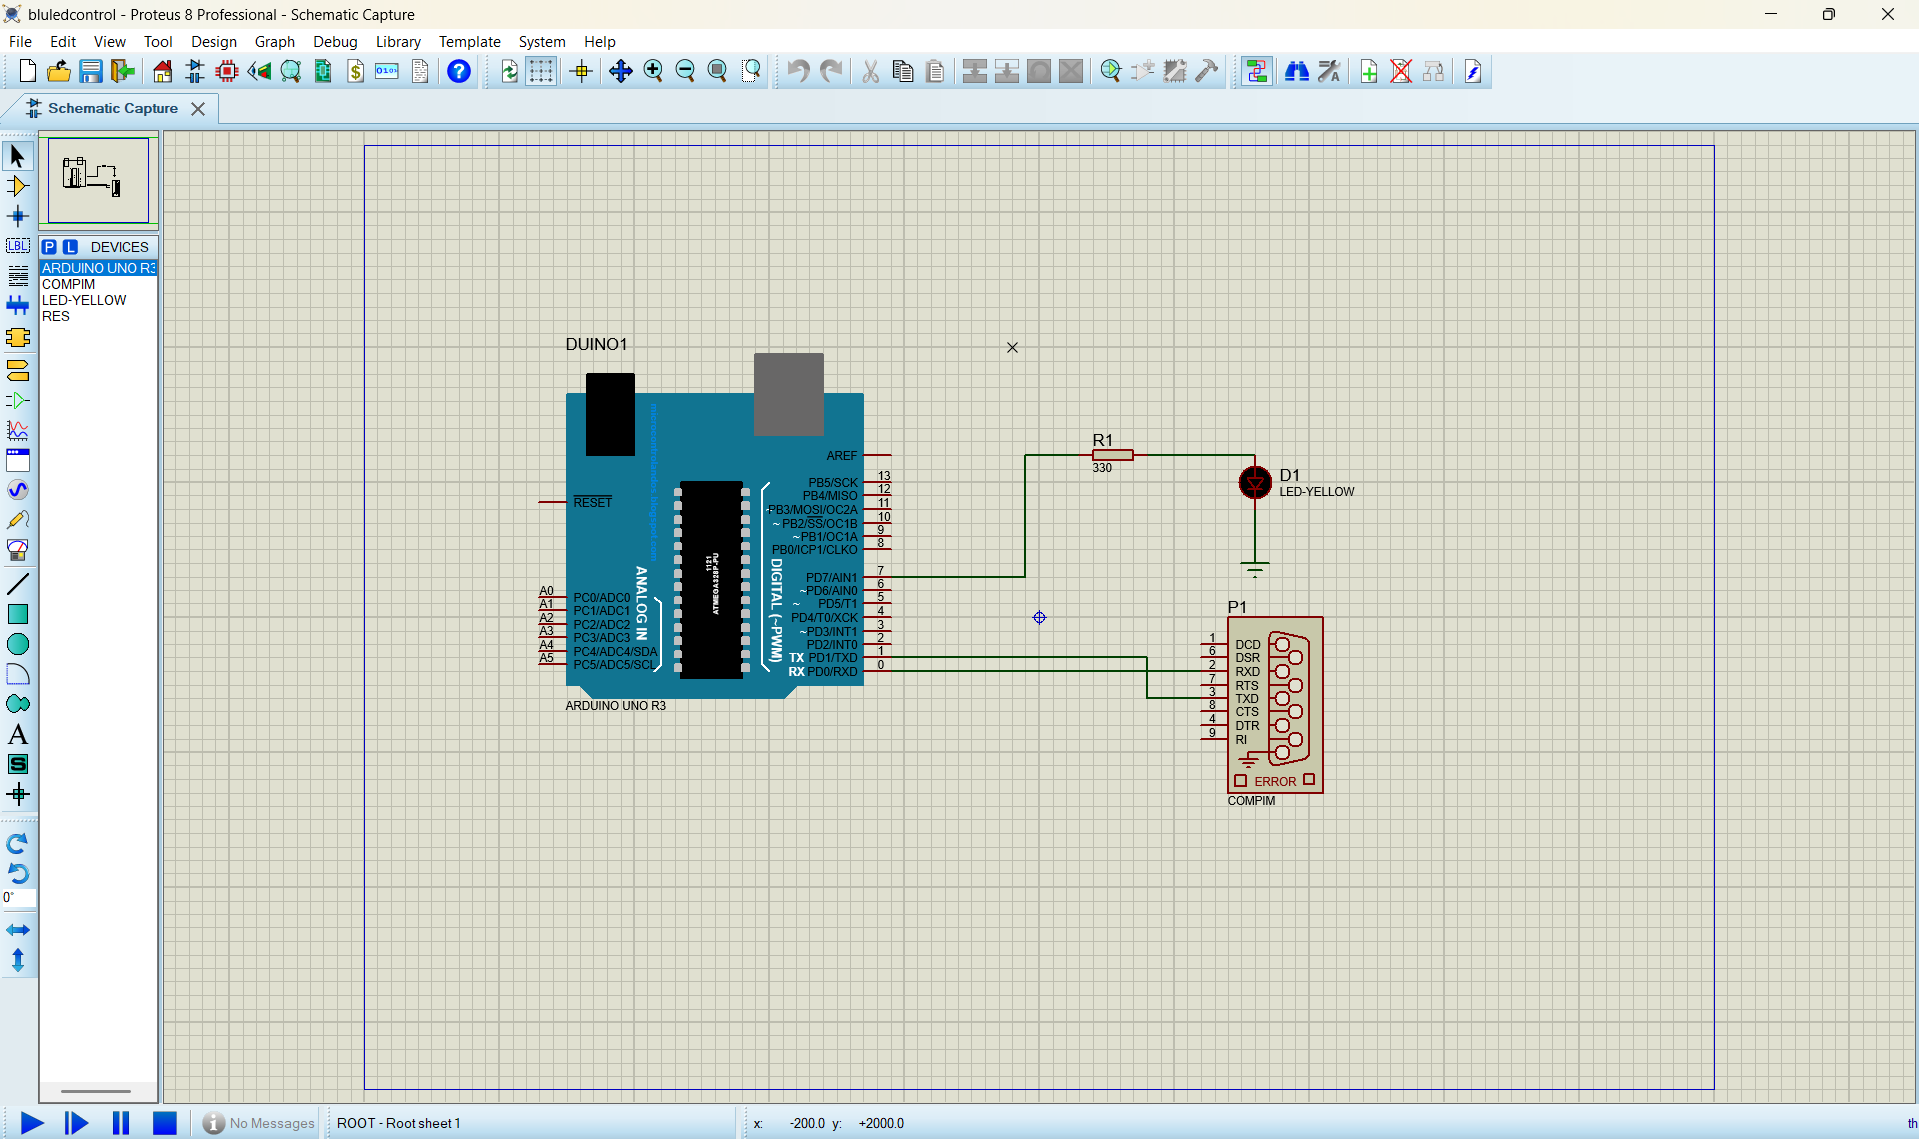 bluledcontrol - Proteus 8 Professional - Schematic Capture
File Edit View Tool Design Graph Debug Library Template System Help
Schematic Capture
P L DEVICES
ARDUINO UNO R3
COMPIM
LED-YELLOW
RES
LBL
A
S
0°
DUINO1
microcontrolandos.blogspot.com
RESET
AREF
PB5/SCK 13
PB4/MISO 12
~PB3/MOSI/OC2A 11
~PB2/SS/OC1B 10
~PB1/OC1A 9
PB0/ICP1/CLKO 8
PD7/AIN1 7
~PD6/AIN0 6
~ PD5/T1 5
PD4/T0/XCK 4
~PD3/INT1 3
PD2/INT0 2
TX PD1/TXD 1
RX PD0/RXD 0
DIGITAL (~PWM)
ANALOG IN
ATMEGA328P-PU
1121
A0 PC0/ADC0
A1 PC1/ADC1
A2 PC2/ADC2
A3 PC3/ADC3
A4 PC4/ADC4/SDA
A5 PC5/ADC5/SCL
ARDUINO UNO R3
R1
330
D1
LED-YELLOW
P1
1 DCD
6 DSR
2 RXD
7 RTS
3 TXD
8 CTS
4 DTR
9 RI
ERROR
COMPIM
No Messages
ROOT - Root sheet 1
x: -200.0 y: +2000.0
th